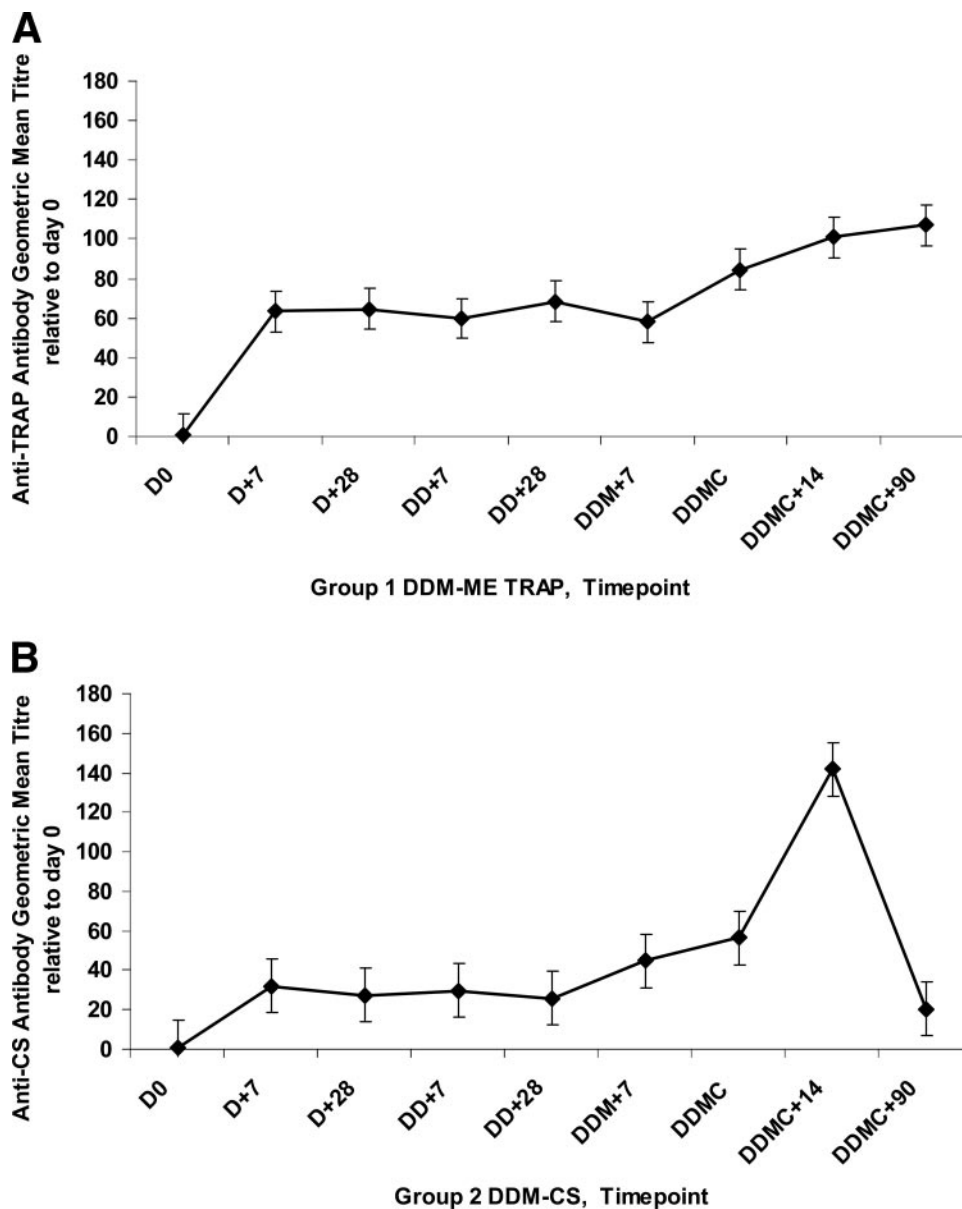 A
Anti-TRAP Antibody Geometric Mean Titre
relative to day 0
180
160
140
120
100
80
60
40
20
0
D0
D+7
D+28
DD+7
DD+28
DDM+7
DDMC
DDMC+14
DDMC+90
Group 1 DDM-ME TRAP, Timepoint
B
Anti-CS Antibody Geometric Mean Titre
relative to day 0
180
160
140
120
100
80
60
40
20
0
D0
D+7
D+28
DD+7
DD+28
DDM+7
DDMC
DDMC+14
DDMC+90
Group 2 DDM-CS, Timepoint